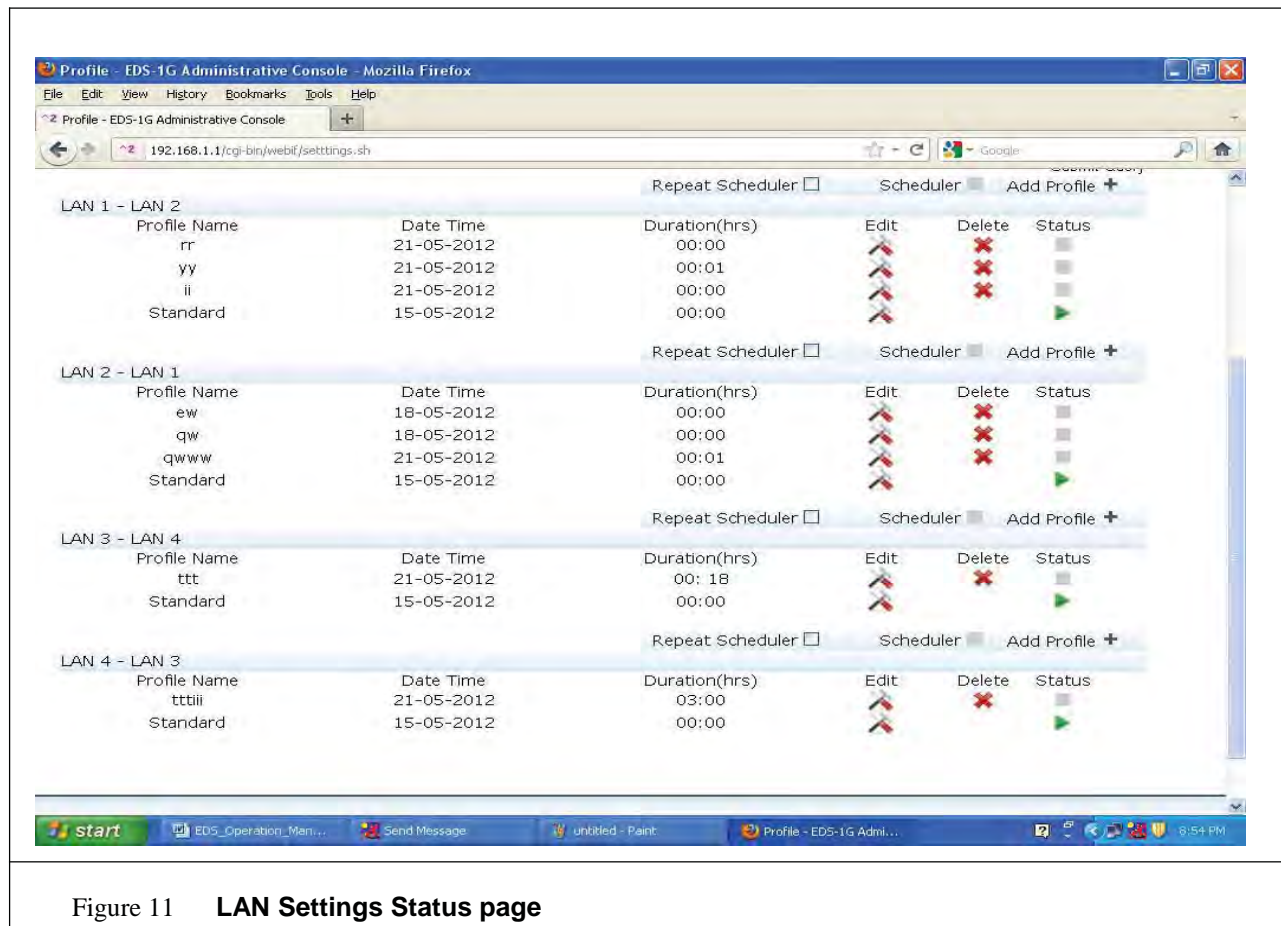 Profile - EDS-1G Administrative Console - Mozilla Firefox
File Edit View History Bookmarks Tools Help
^2 Profile - EDS-1G Administrative Console +
^2 192.168.1.1/cgi-bin/webif/setttings.sh Google
Submit Query
Repeat Scheduler Scheduler Add Profile +
LAN 1 - LAN 2
Profile Name Date Time Duration(hrs) Edit Delete Status
rr 21-05-2012 00:00
yy 21-05-2012 00:01
ii 21-05-2012 00:00
Standard 15-05-2012 00:00
Repeat Scheduler Scheduler Add Profile +
LAN 2 - LAN 1
Profile Name Date Time Duration(hrs) Edit Delete Status
ew 18-05-2012 00:00
qw 18-05-2012 00:00
qwww 21-05-2012 00:01
Standard 15-05-2012 00:00
Repeat Scheduler Scheduler Add Profile +
LAN 3 - LAN 4
Profile Name Date Time Duration(hrs) Edit Delete Status
ttt 21-05-2012 00: 18
Standard 15-05-2012 00:00
Repeat Scheduler Scheduler Add Profile +
LAN 4 - LAN 3
Profile Name Date Time Duration(hrs) Edit Delete Status
tttiii 21-05-2012 03:00
Standard 15-05-2012 00:00
start EDS_Operation_Man... Send Message untitled - Paint Profile - EDS-1G Admi... 8:54 PM
Figure 11 LAN Settings Status page